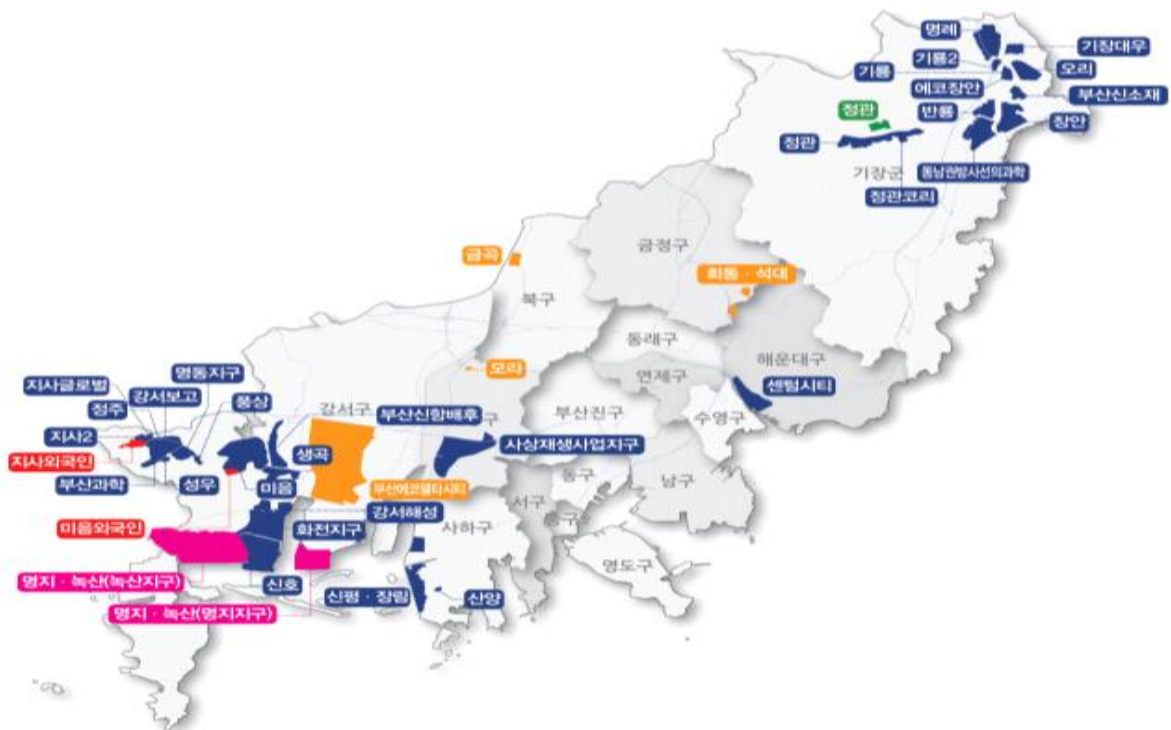 명례
기장대우
기룡2
기룡
오리
에코장안
부산신소재
정관
반룡
장안
정관
기장군
동남권방사선의과학
정관코리
금정구
금곡
회동 · 석대
북구
동래구
해운대구
모라
연제구
센텀시티
명동지구
지사글로벌
강서보고
정주
풍상
강서구
부산신항배후
구
부산진구
수영구
지사2
생곡
사상재생사업지구
지사외국인
부산과학
성우
미음
부산에코델타시티
동구
남구
강서해성
서구
미음외국인
화전지구
사하구
중구
영도구
명지 · 녹산(녹산지구)
신호
신평 · 장림
산양
명지 · 녹산(명지지구)